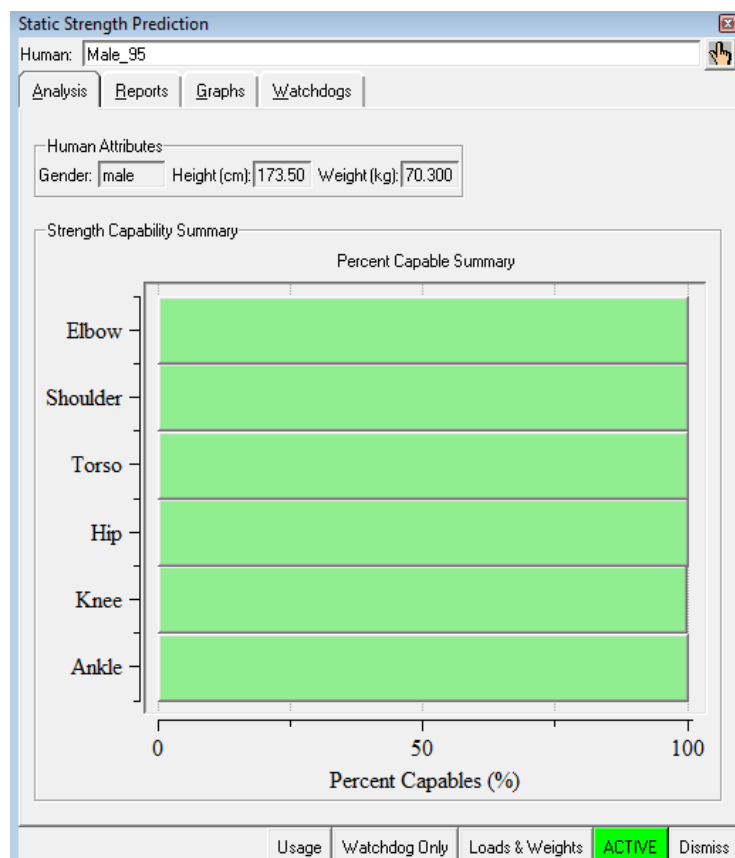 Static Strength Prediction
Human: Male_95
Analysis Reports Graphs Watchdogs
Human Attributes
Gender: male Height (cm): 173.50 Weight (kg): 70.300
Strength Capability Summary
Percent Capable Summary
Elbow
Shoulder
Torso
Hip
Knee
Ankle
0 50 100
Percent Capables (%)
Usage Watchdog Only Loads & Weights ACTIVE Dismiss